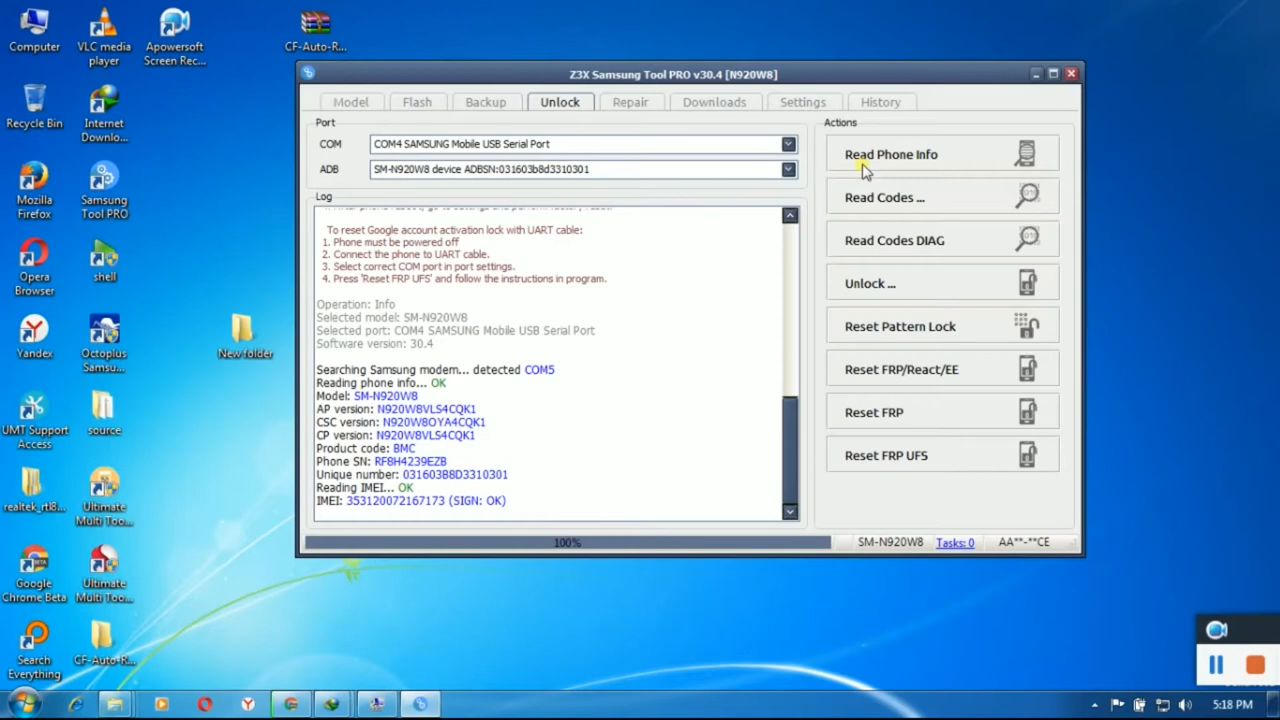 Computer
VLC media
player
Apowersoft
Screen Rec...
CF-Auto-R...
Recycle Bin
Internet
Downlo...
Mozilla
Firefox
Samsung
Tool PRO
Opera
Browser
shell
Yandex
Octoplus
Samsu...
New folder
UMT Support
Access
source
realtek_rtl8...
Ultimate
Multi Too...
Google
Chrome Beta
Ultimate
Multi Too...
Search
Everything
CF-Auto-R...
Z3X Samsung Tool PRO v30.4 [N920W8]
Model Flash Backup Unlock Repair Downloads Settings History
Port
COM COM4 SAMSUNG Mobile USB Serial Port
ADB SM-N920W8 device ADBSN:031603b8d3310301
Log
To reset Google account activation lock with UART cable:
1. Phone must be powered off
2. Connect the phone to UART cable.
3. Select correct COM port in port settings.
4. Press 'Reset FRP UFS' and follow the instructions in program.
Operation: Info
Selected model: SM-N920W8
Selected port: COM4 SAMSUNG Mobile USB Serial Port
Software version: 30.4
Searching Samsung modem... detected COM5
Reading phone info... OK
Model: SM-N920W8
AP version: N920W8VLS4CQK1
CSC version: N920W8OYA4CQK1
CP version: N920W8VLS4CQK1
Product code: BMC
Phone SN: RF8H4239EZB
Unique number: 031603B8D3310301
Reading IMEI... OK
IMEI: 353120072167173 (SIGN: OK)
Actions
Read Phone Info
Read Codes ...
Read Codes DIAG
Unlock ...
Reset Pattern Lock
Reset FRP/React/EE
Reset FRP
Reset FRP UFS
100%
SM-N920W8 Tasks: 0 AA**-**CE
5:18 PM